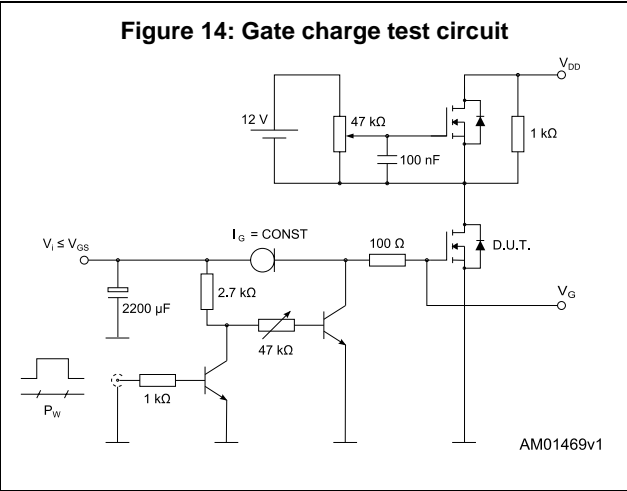 Figure 14: Gate charge test circuit
V_DD
12 V
47 kΩ
1 kΩ
100 nF
V_i ≤ V_GS
I_G = CONST
100 Ω
D.U.T.
2.7 kΩ
2200 μF
V_G
47 kΩ
1 kΩ
P_W
AM01469v1